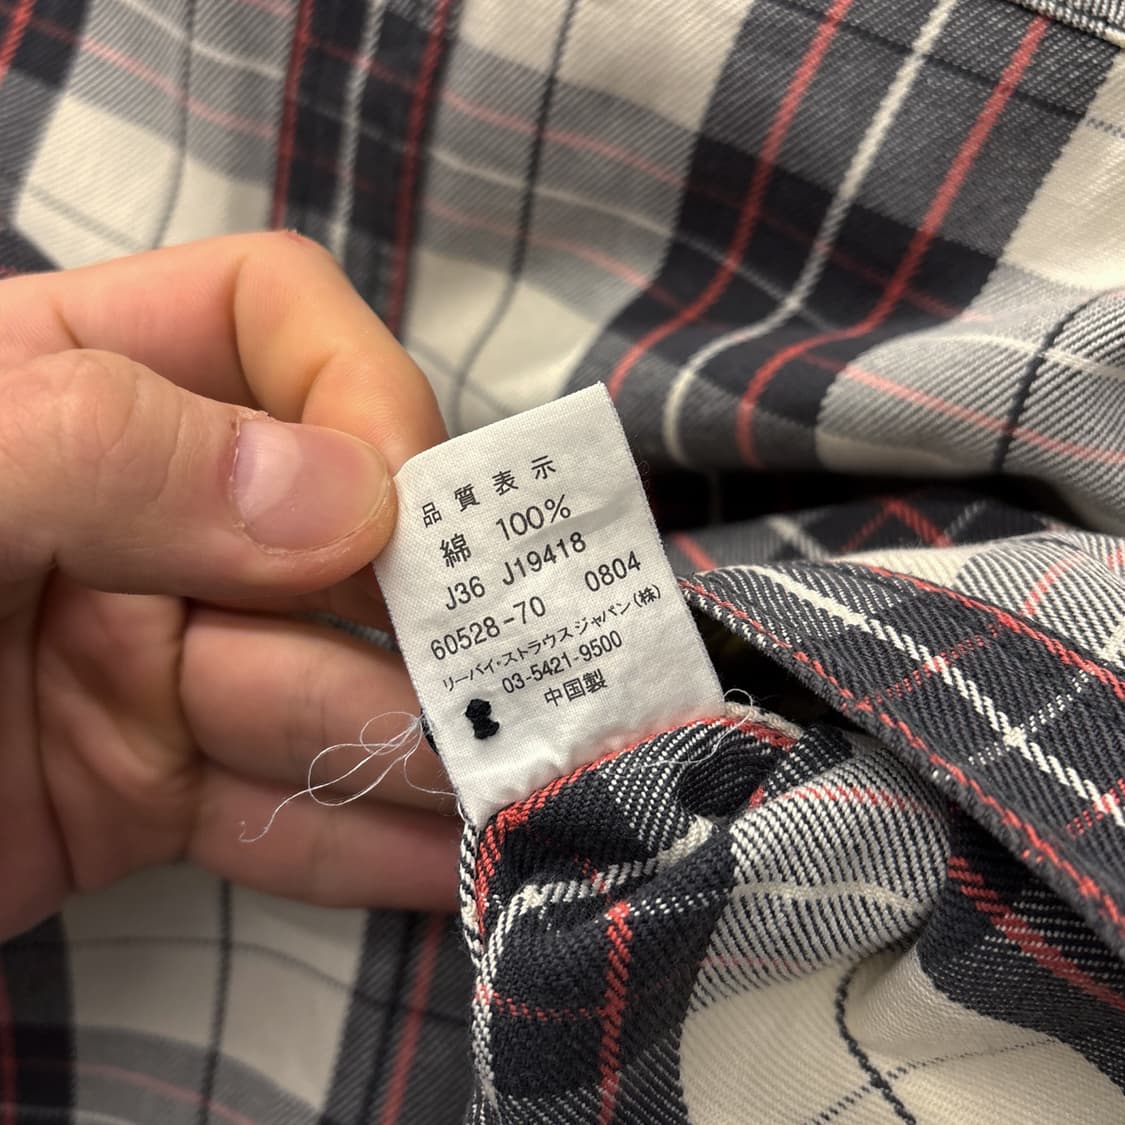 品質表示
綿 100%
J36 J19418
60528-70 0804
リーバイ・ストラウスジャパン(株)
03-5421-9500
中国製